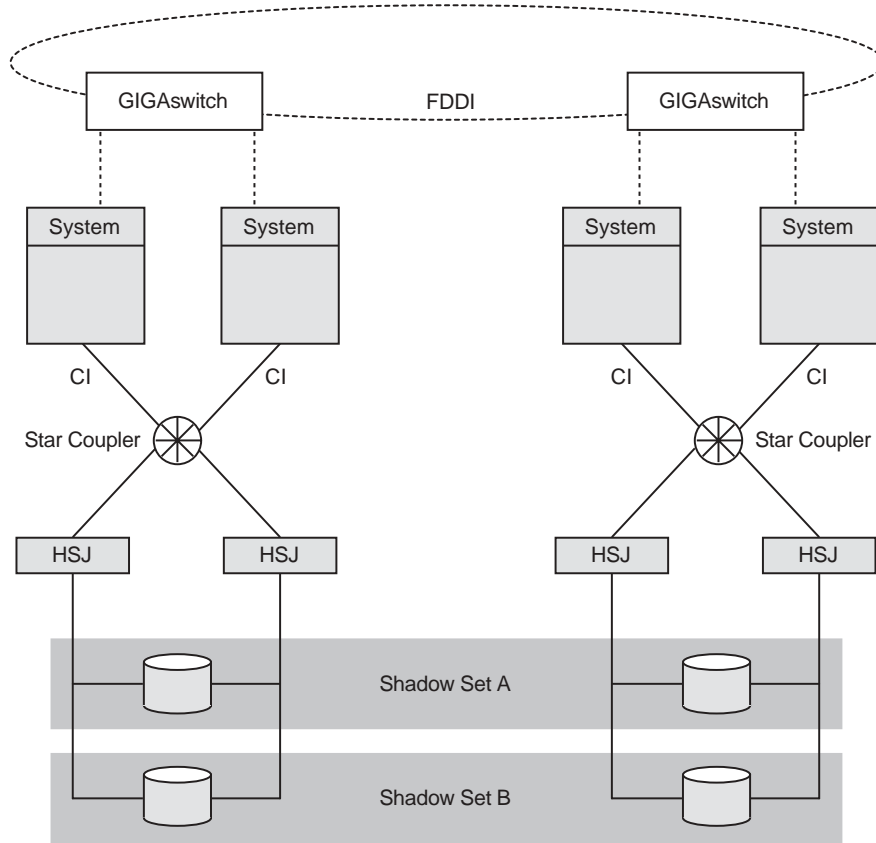 GIGAswitch
FDDI
GIGAswitch
System
System
System
System
CI
CI
CI
CI
Star Coupler
Star Coupler
HSJ
HSJ
HSJ
HSJ
Shadow Set A
Shadow Set B